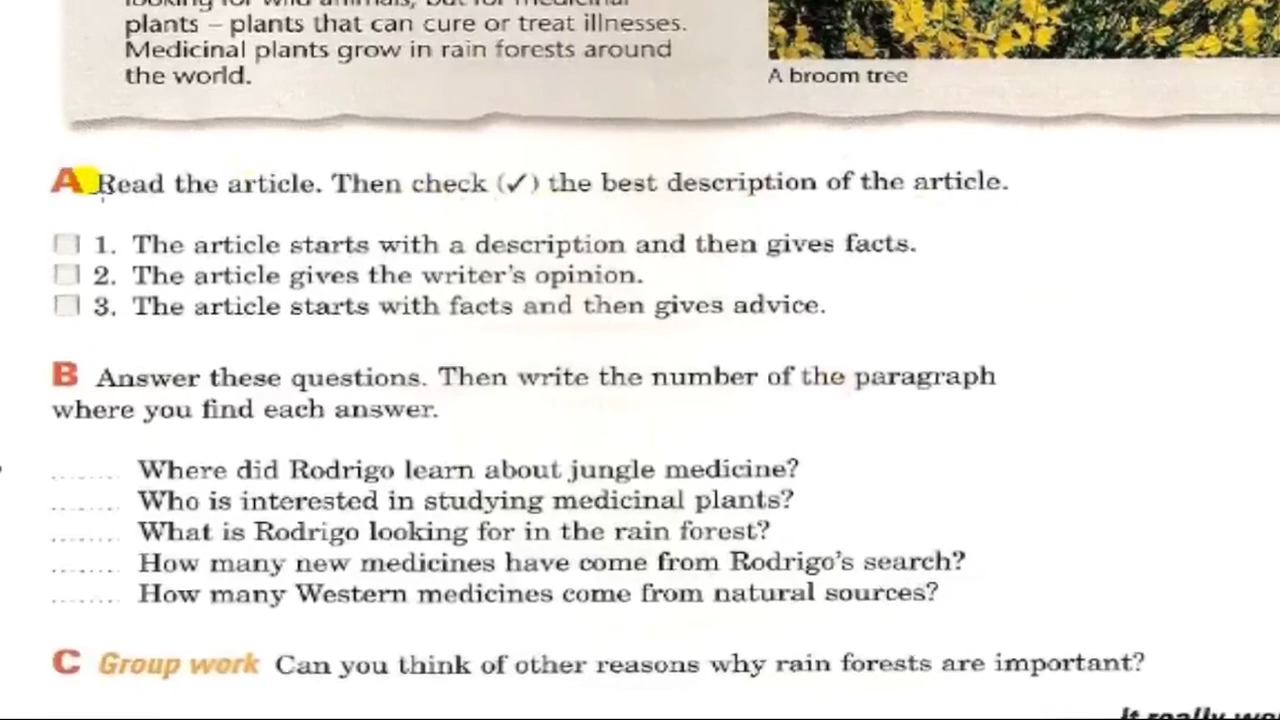 looking for wild animals, but for medicinal
plants – plants that can cure or treat illnesses.
Medicinal plants grow in rain forests around
the world.
A broom tree
A Read the article. Then check (✓) the best description of the article.
1. The article starts with a description and then gives facts.
2. The article gives the writer's opinion.
3. The article starts with facts and then gives advice.
B Answer these questions. Then write the number of the paragraph
where you find each answer.
........ Where did Rodrigo learn about jungle medicine?
........ Who is interested in studying medicinal plants?
........ What is Rodrigo looking for in the rain forest?
........ How many new medicines have come from Rodrigo's search?
........ How many Western medicines come from natural sources?
C Group work Can you think of other reasons why rain forests are important?
It really